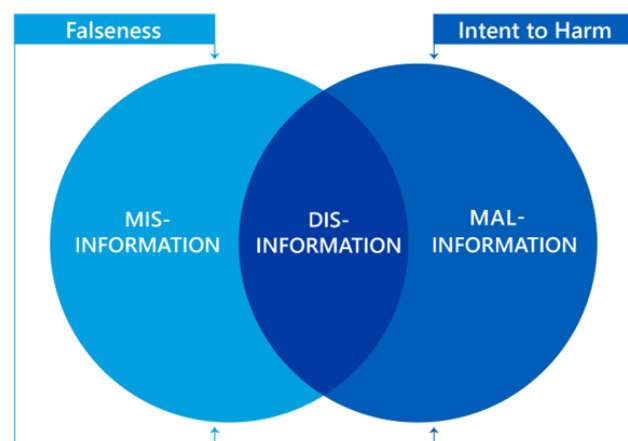 Falseness
Intent to Harm
MIS-
INFORMATION
DIS-
INFORMATION
MAL-
INFORMATION